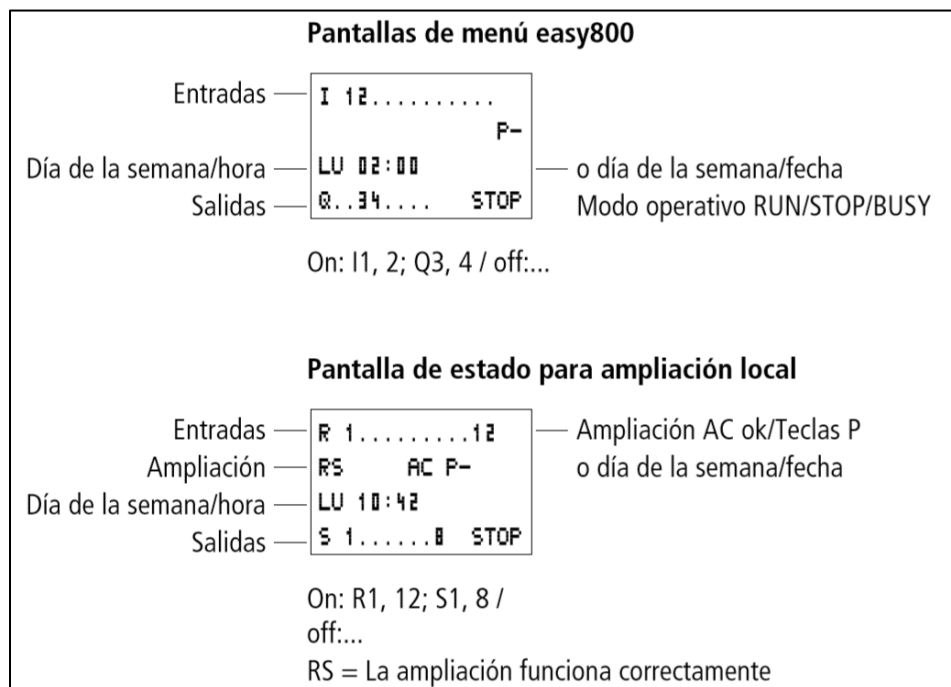 Pantallas de menú easy800
Entradas
I 12..........
P-
Día de la semana/hora
LU 02:00
o día de la semana/fecha
Salidas
Q..34.... STOP
Modo operativo RUN/STOP/BUSY
On: I1, 2; Q3, 4 / off:...
Pantalla de estado para ampliación local
Entradas
R 1.........12
Ampliación AC ok/Teclas P
Ampliación
RS AC P-
o día de la semana/fecha
Día de la semana/hora
LU 10:42
Salidas
S 1......8 STOP
On: R1, 12; S1, 8 /
off:...
RS = La ampliación funciona correctamente